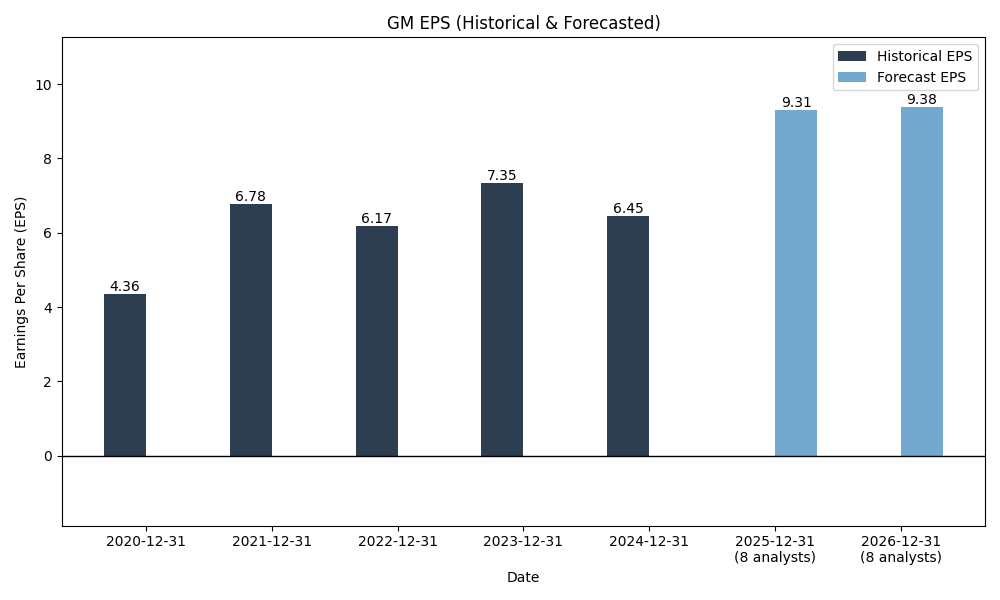 GM EPS (Historical & Forecasted)
Historical EPS
Forecast EPS
Earnings Per Share (EPS)
10
8
6
4
2
0
4.36
6.78
6.17
7.35
6.45
9.31
9.38
2020-12-31
2021-12-31
2022-12-31
2023-12-31
2024-12-31
2025-12-31
(8 analysts)
2026-12-31
(8 analysts)
Date